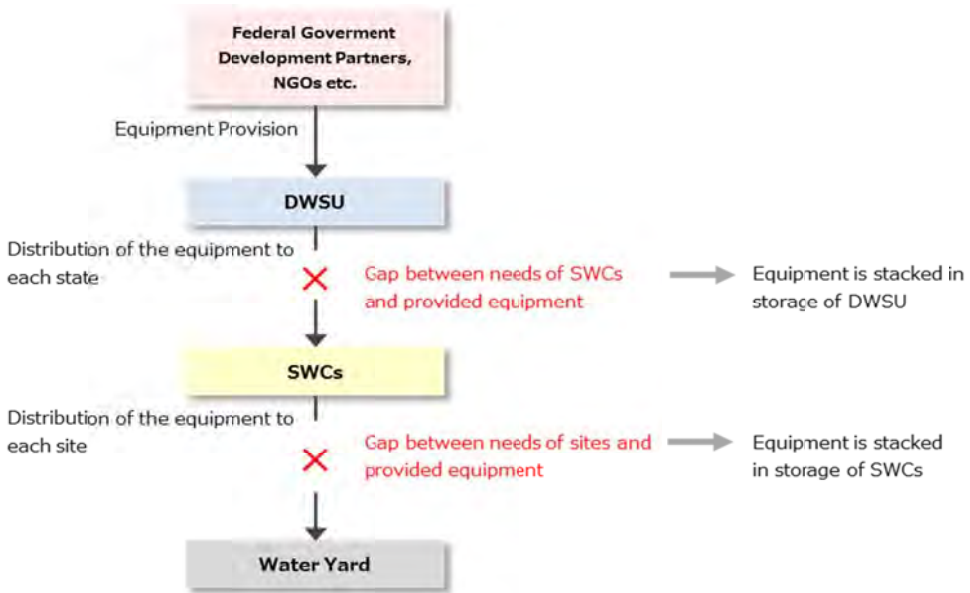 Federal Goverment
Development Partners,
NGOs etc.
Equipment Provision
DWSU
Distribution of the equipment to
each state
Gap between needs of SWCs
and provided equipment
Equipment is stacked in
storage of DWSU
SWCs
Distribution of the equipment to
each site
Gap between needs of sites and
provided equipment
Equipment is stacked
in storage of SWCs
Water Yard